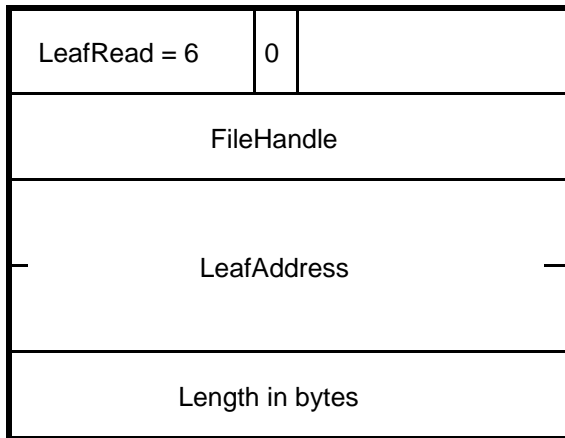 LeafRead = 6 0
FileHandle
LeafAddress
Length in bytes